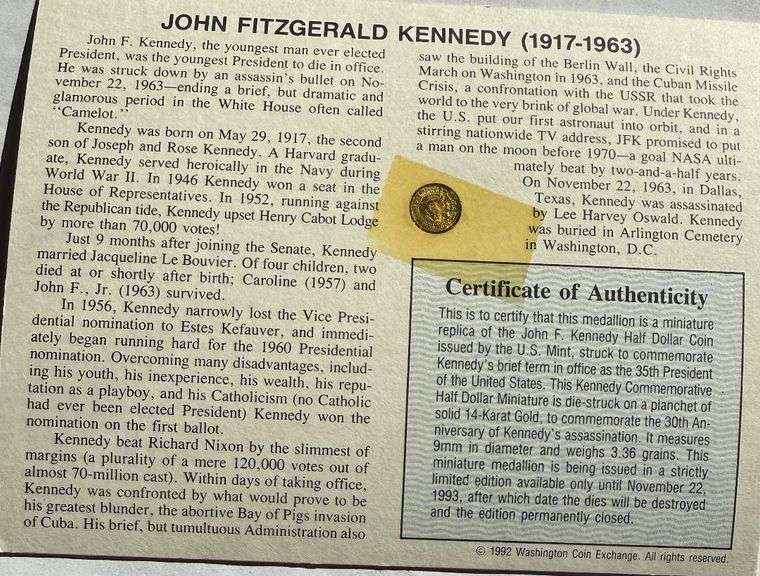 JOHN FITZGERALD KENNEDY (1917-1963)
John F. Kennedy, the youngest man ever elected
President, was the youngest President to die in office.
He was struck down by an assassin's bullet on No-
vember 22, 1963—ending a brief, but dramatic and
glamorous period in the White House often called
"Camelot."
Kennedy was born on May 29, 1917, the second
son of Joseph and Rose Kennedy. A Harvard gradu-
ate, Kennedy served heroically in the Navy during
World War II. In 1946 Kennedy won a seat in the
House of Representatives. In 1952, running against
the Republican tide, Kennedy upset Henry Cabot Lodge
by more than 70,000 votes!
Just 9 months after joining the Senate, Kennedy
married Jacqueline Le Bouvier. Of four children, two
died at or shortly after birth; Caroline (1957) and
John F., Jr. (1963) survived.
In 1956, Kennedy narrowly lost the Vice Presi-
dential nomination to Estes Kefauver, and immedi-
ately began running hard for the 1960 Presidential
nomination. Overcoming many disadvantages, includ-
ing his youth, his inexperience, his wealth, his repu-
tation as a playboy, and his Catholicism (no Catholic
had ever been elected President) Kennedy won the
nomination on the first ballot.
Kennedy beat Richard Nixon by the slimmest of
margins (a plurality of a mere 120,000 votes out of
almost 70-million cast). Within days of taking office,
Kennedy was confronted by what would prove to be
his greatest blunder, the abortive Bay of Pigs invasion
of Cuba. His brief, but tumultuous Administration also
saw the building of the Berlin Wall, the Civil Rights
March on Washington in 1963, and the Cuban Missile
Crisis, a confrontation with the USSR that took the
world to the very brink of global war. Under Kennedy,
the U.S. put our first astronaut into orbit, and in a
stirring nationwide TV address, JFK promised to put
a man on the moon before 1970—a goal NASA ulti-
mately beat by two-and-a-half years.
On November 22, 1963, in Dallas,
Texas, Kennedy was assassinated
by Lee Harvey Oswald. Kennedy
was buried in Arlington Cemetery
in Washington, D.C.
Certificate of Authenticity
This is to certify that this medallion is a miniature
replica of the John F. Kennedy Half Dollar Coin
issued by the U.S. Mint, struck to commemorate
Kennedy's brief term in office as the 35th President
of the United States. This Kennedy Commemorative
Half Dollar Miniature is die-struck on a planchet of
solid 14-Karat Gold, to commemorate the 30th An-
niversary of Kennedy's assassination. It measures
9mm in diameter and weighs 3.36 grains. This
miniature medallion is being issued in a strictly
limited edition available only until November 22,
1993, after which date the dies will be destroyed
and the edition permanently closed.
© 1992 Washington Coin Exchange. All rights reserved.